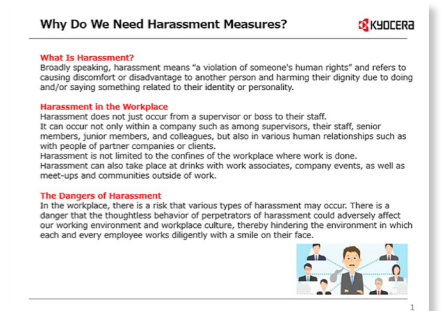 Why Do We Need Harassment Measures?
KYOCERA
What Is Harassment?
Broadly speaking, harassment means "a violation of someone's human rights" and refers to
causing discomfort or disadvantage to another person and harming their dignity due to doing
and/or saying something related to their identity or personality.
Harassment in the Workplace
Harassment does not just occur from a supervisor or boss to their staff.
It can occur not only within a company such as among supervisors, their staff, senior
members, junior members, and colleagues, but also in various human relationships such as
with people of partner companies or clients.
Harassment is not limited to the confines of the workplace where work is done.
Harassment can also take place at drinks with work associates, company events, as well as
meet-ups and communities outside of work.
The Dangers of Harassment
In the workplace, there is a risk that various types of harassment may occur. There is a
danger that the thoughtless behavior of perpetrators of harassment could adversely affect
our working environment and workplace culture, thereby hindering the environment in which
each and every employee works diligently with a smile on their face.
1